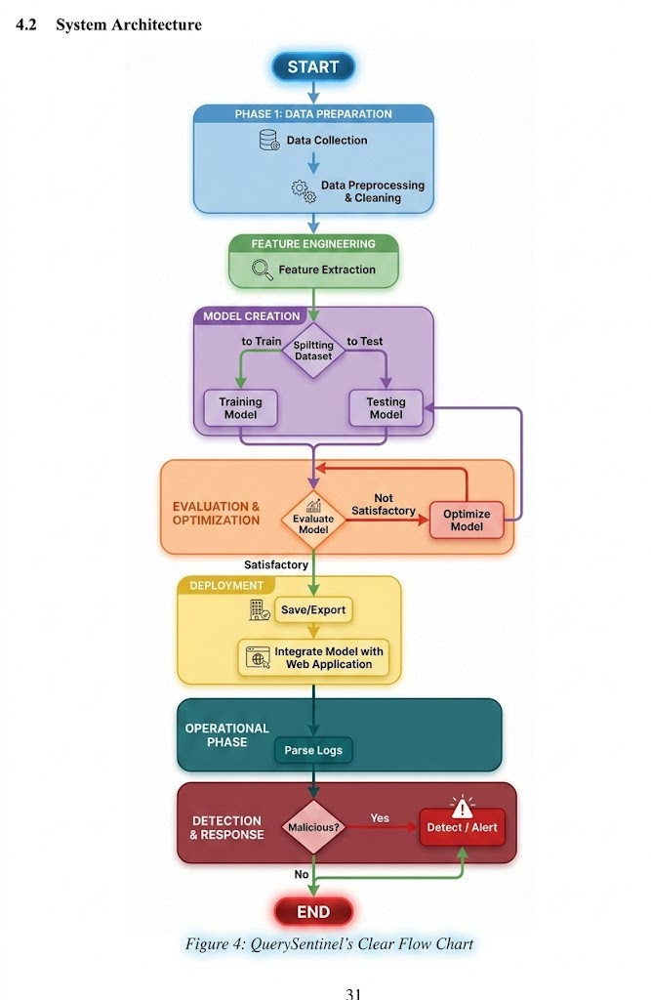 4.2 System Architecture
START
PHASE 1: DATA PREPARATION
Data Collection
Data Preprocessing
& Cleaning
FEATURE ENGINEERING
Feature Extraction
MODEL CREATION
to Train
Spiltting
Dataset
to Test
Training
Model
Testing
Model
EVALUATION &
OPTIMIZATION
Evaluate
Model
Not
Satisfactory
Optimize
Model
Satisfactory
DEPLOYMENT
Save/Export
Integrate Model with
Web Application
OPERATIONAL
PHASE
Parse Logs
DETECTION
& RESPONSE
Malicious?
Yes
Detect / Alert
No
END
Figure 4: QuerySentinel's Clear Flow Chart
31